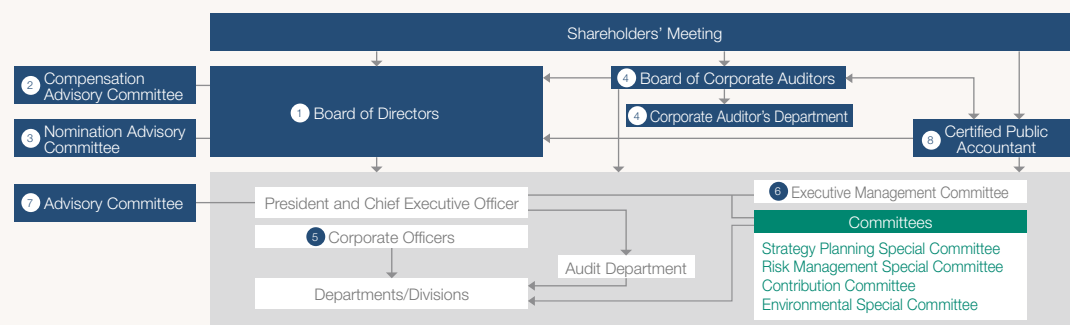 Shareholders' Meeting
2 Compensation
Advisory Committee
1 Board of Directors
4 Board of Corporate Auditors
4 Corporate Auditor's Department
3 Nomination Advisory
Committee
8 Certified Public
Accountant
7 Advisory Committee
President and Chief Executive Officer
6 Executive Management Committee
5 Corporate Officers
Committees
Strategy Planning Special Committee
Risk Management Special Committee
Contribution Committee
Environmental Special Committee
Audit Department
Departments/Divisions